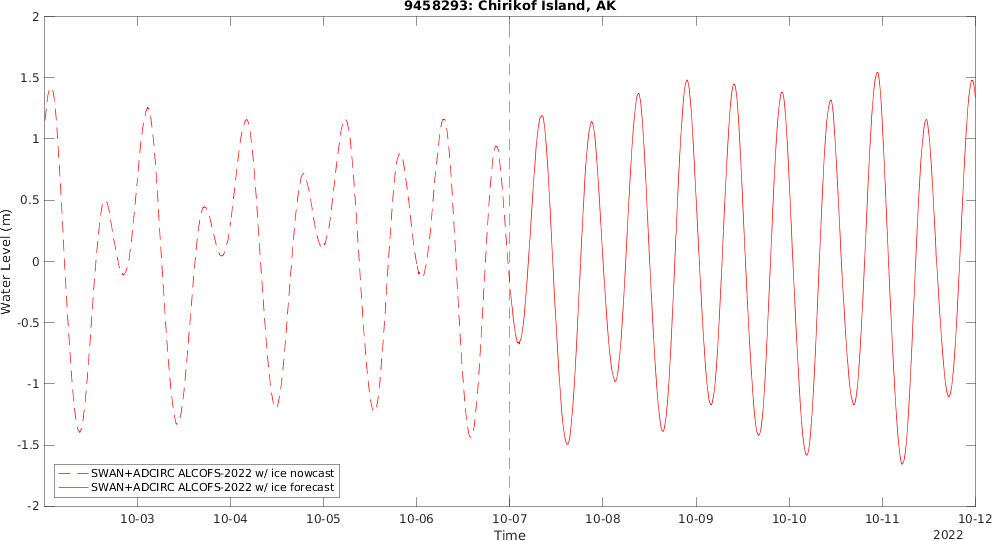 9458293: Chirikof Island, AK
2
1.5
1
0.5
0
-0.5
-1
-1.5
-2
Water Level (m)
SWAN+ADCIRC ALCOFS-2022 w/ ice nowcast
SWAN+ADCIRC ALCOFS-2022 w/ ice forecast
10-03 10-04 10-05 10-06 10-07 10-08 10-09 10-10 10-11 10-12
Time
2022